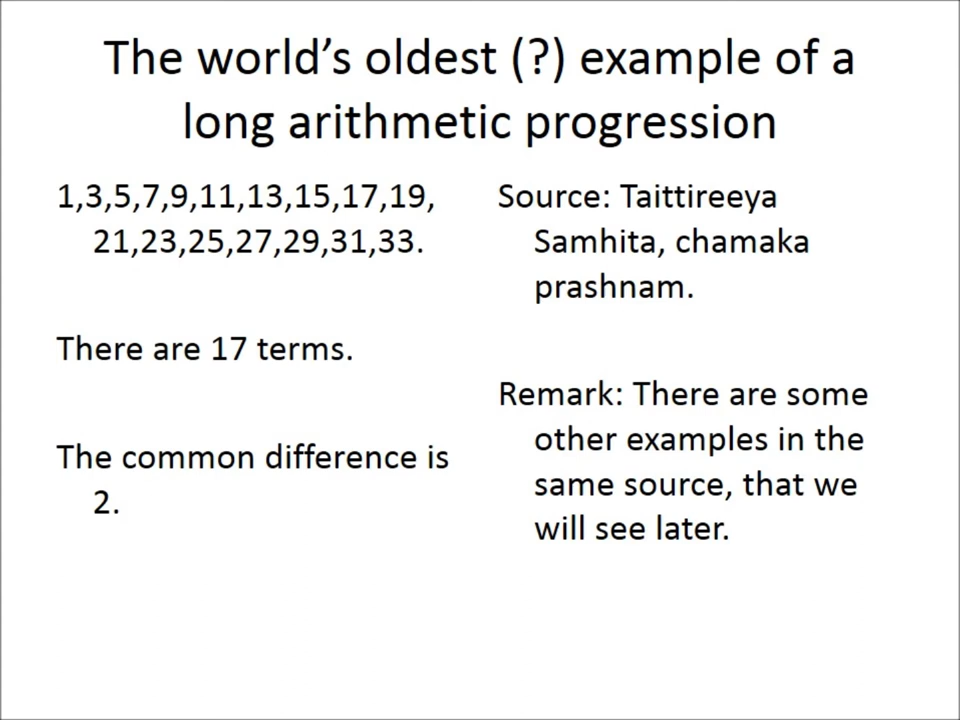 The world’s oldest (?) example of a
long arithmetic progression
1,3,5,7,9,11,13,15,17,19,
21,23,25,27,29,31,33.
There are 17 terms.
The common difference is
2.
Source: Taittireeya
Samhita, chamaka
prashnam.
Remark: There are some
other examples in the
same source, that we
will see later.